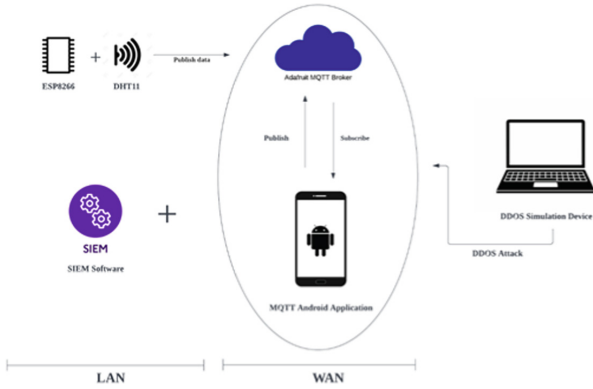 ESP8266
+
DHT11
Publish data
Adafruit MQTT Broker
Publish
Subscribe
DDOS Simulation Device
SIEM
+
SIEM Software
DDOS Attack
MQTT Android Application
LAN
WAN